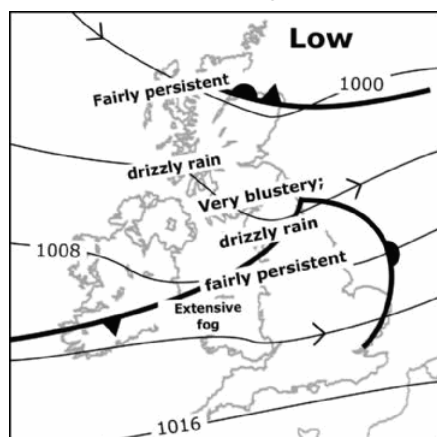 Low
Fairly persistent
1000
drizzly rain
Very blustery;
drizzly rain
1008
fairly persistent
Extensive
fog
1016